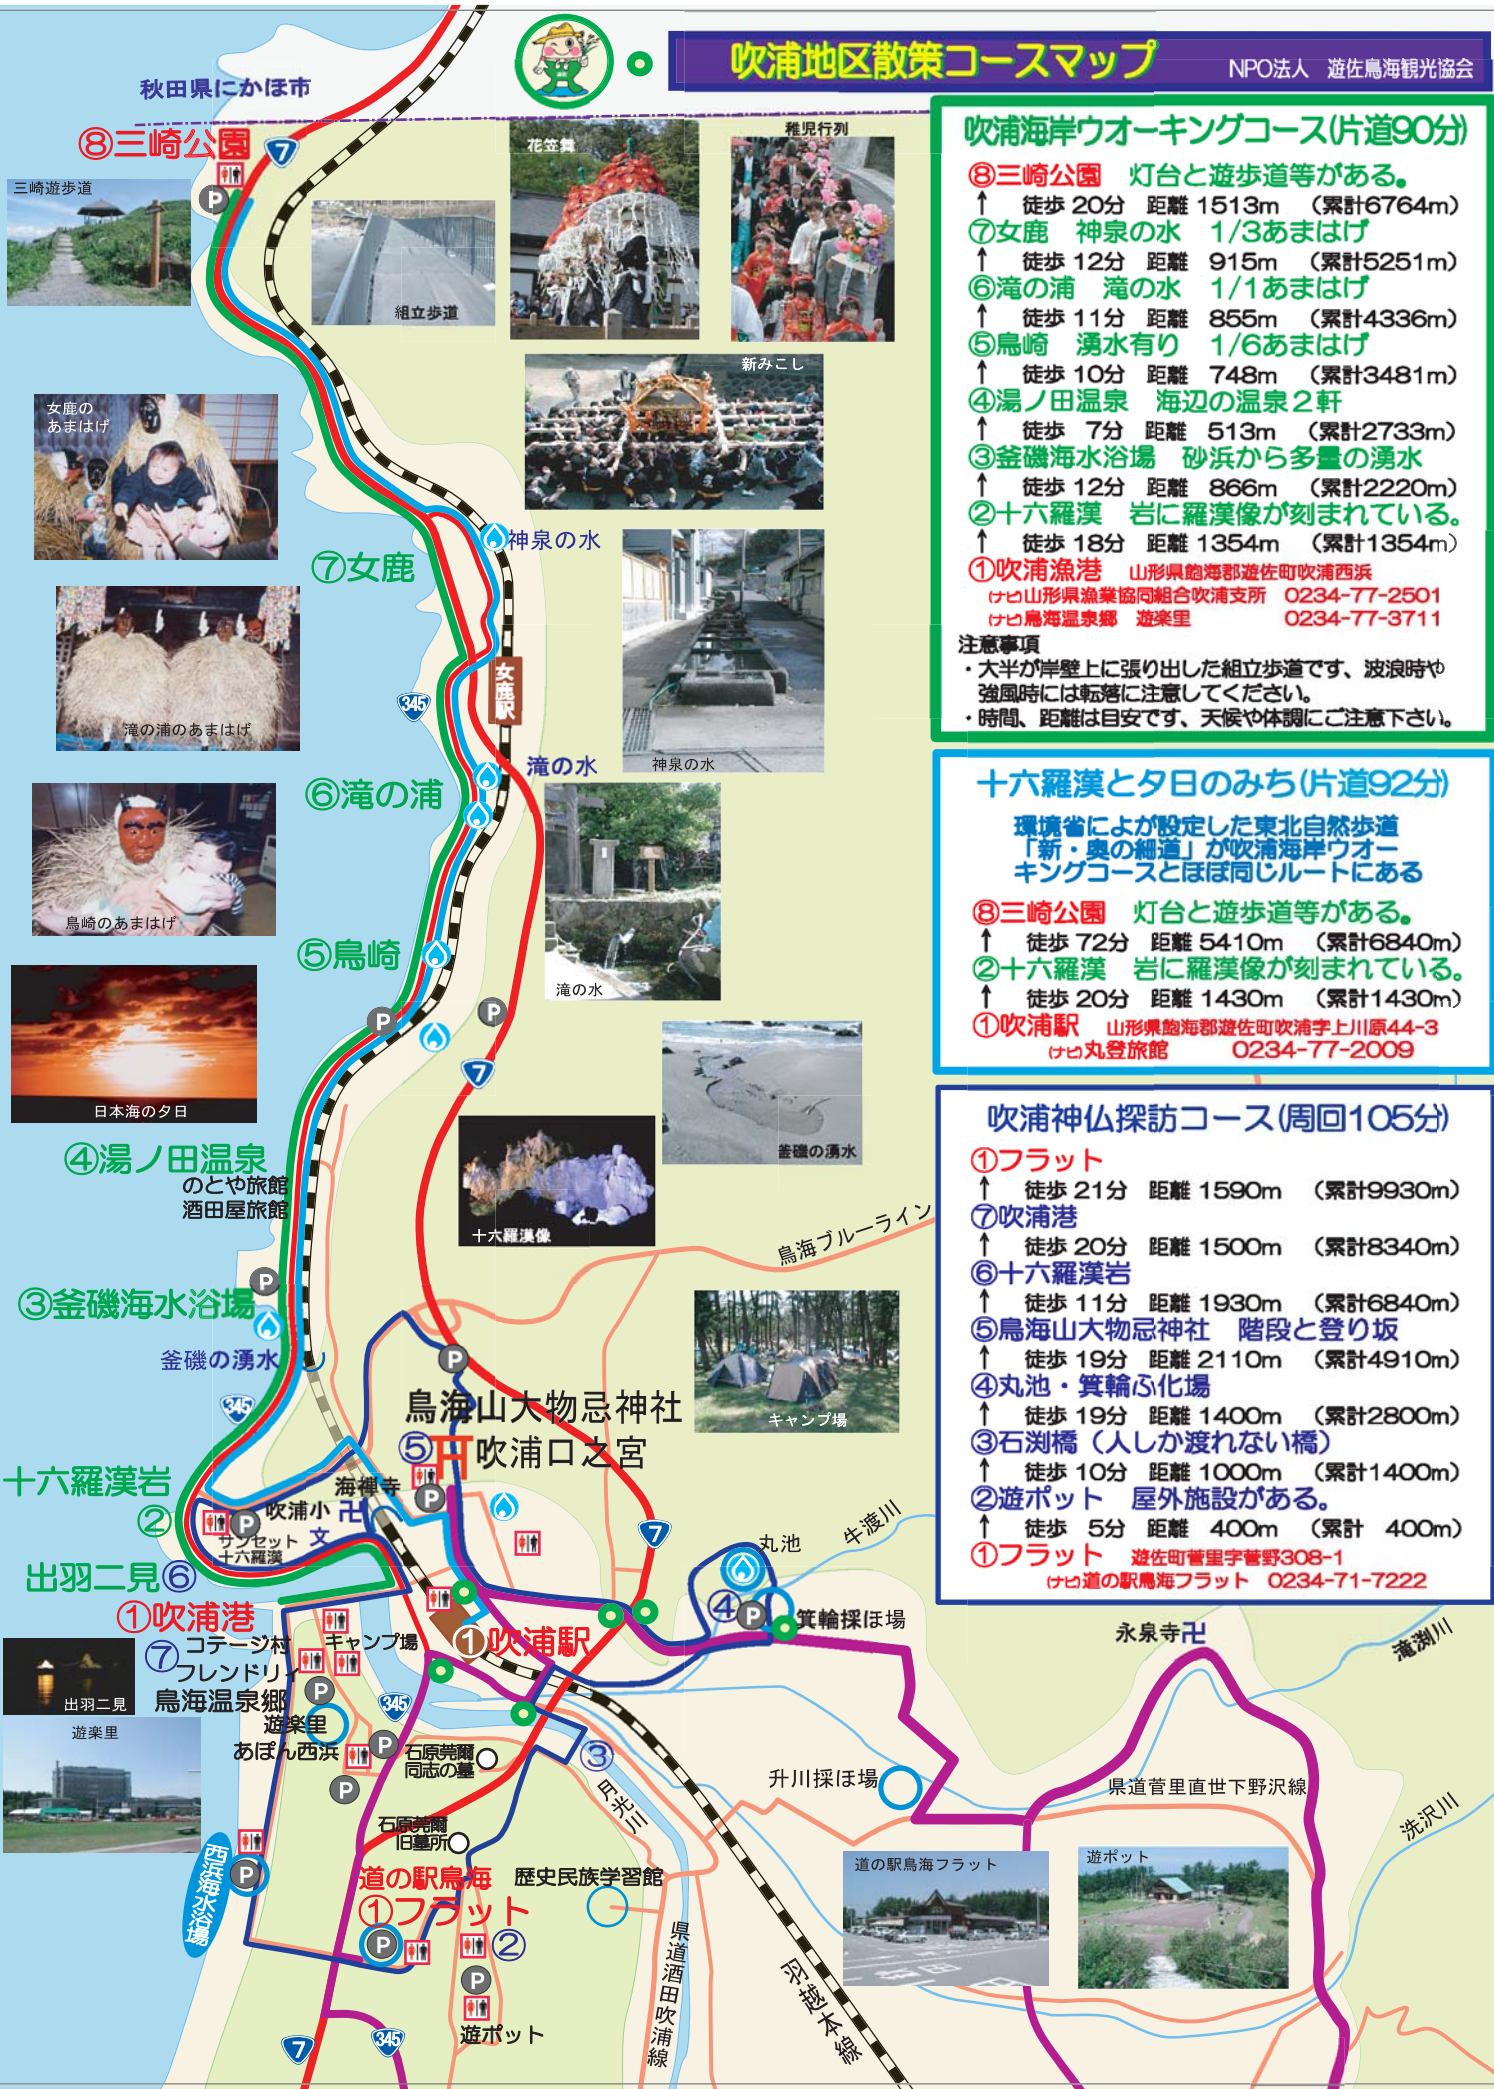 吹浦地区散策コースマップ
NPO法人　遊佐鳥海観光協会
秋田県にかほ市
⑧三崎公園
7
P
三崎遊歩道
組立歩道
花笠舞
稚児行列
新みこし
女鹿の
あまはげ
神泉の水
⑦女鹿
女鹿駅
345
滝の浦のあまはげ
神泉の水
滝の水
⑥滝の浦
鳥崎のあまはげ
滝の水
⑤鳥崎
P
P
7
日本海の夕日
釜磯の湧水
十六羅漢像
④湯ノ田温泉
のとや旅館
酒田屋旅館
鳥海ブルーライン
P
③釜磯海水浴場
釜磯の湧水
345
キャンプ場
P
鳥海山大物忌神社
⑤
吹浦口之宮
P
十六羅漢岩
②
海禅寺
吹浦小
卍
文
P
サンセット
十六羅漢
7
丸池
牛渡川
出羽二見⑥
①吹浦港
④
P
箕輪採ほ場
①吹浦駅
永泉寺卍
滝渕川
⑦
コテージ村
キャンプ場
フレンドリィ
鳥海温泉郷
P
出羽二見
遊楽里
遊楽里
345
あぽん西浜
P
P
石原莞爾
同志の墓
③
月光川
升川採ほ場
県道菅里直世下野沢線
洗沢川
石原莞爾
旧墓所
西浜海水浴場
P
道の駅鳥海
①フラット
P
歴史民族学習館
②
P
遊ポット
県道酒田吹浦線
羽越本線
道の駅鳥海フラット
遊ポット
7
345
吹浦海岸ウオーキングコース(片道90分)
⑧三崎公園　灯台と遊歩道等がある。
↑　徒歩 20分　距離 1513m　（累計6764m）
⑦女鹿　神泉の水　1/3あまはげ
↑　徒歩 12分　距離　915m　（累計5251m）
⑥滝の浦　滝の水　1/1あまはげ
↑　徒歩 11分　距離　855m　（累計4336m）
⑤鳥崎　湧水有り　1/6あまはげ
↑　徒歩 10分　距離　748m　（累計3481m）
④湯ノ田温泉　海辺の温泉２軒
↑　徒歩　7分　距離　513m　（累計2733m）
③釜磯海水浴場　砂浜から多量の湧水
↑　徒歩 12分　距離　866m　（累計2220m）
②十六羅漢　岩に羅漢像が刻まれている。
↑　徒歩 18分　距離 1354m　（累計1354m）
①吹浦漁港　山形県飽海郡遊佐町吹浦西浜
(ナビ)山形県漁業協同組合吹浦支所　0234-77-2501
(ナビ)鳥海温泉郷　遊楽里　0234-77-3711
注意事項
・大半が岸壁上に張り出した組立歩道です、波浪時や
強風時には転落に注意してください。
・時間、距離は目安です、天候や体調にご注意下さい。
十六羅漢と夕日のみち(片道92分)
環境省によが設定した東北自然歩道
「新・奥の細道」が吹浦海岸ウオー
キングコースとほぼ同じルートにある
⑧三崎公園　灯台と遊歩道等がある。
↑　徒歩 72分　距離 5410m　（累計6840m）
②十六羅漢　岩に羅漢像が刻まれている。
↑　徒歩 20分　距離 1430m　（累計1430m）
①吹浦駅　山形県飽海郡遊佐町吹浦字上川原44-3
(ナビ)丸登旅館　0234-77-2009
吹浦神仏探訪コース(周回105分)
①フラット
↑　徒歩 21分　距離 1590m　（累計9930m）
⑦吹浦港
↑　徒歩 20分　距離 1500m　（累計8340m）
⑥十六羅漢岩
↑　徒歩 11分　距離 1930m　（累計6840m）
⑤鳥海山大物忌神社　階段と登り坂
↑　徒歩 19分　距離 2110m　（累計4910m）
④丸池・箕輪ふ化場
↑　徒歩 19分　距離 1400m　（累計2800m）
③石渕橋（人しか渡れない橋）
↑　徒歩 10分　距離 1000m　（累計1400m）
②遊ポット　屋外施設がある。
↑　徒歩　5分　距離　400m　（累計　400m）
①フラット　遊佐町菅里字菅野308-1
(ナビ)道の駅鳥海フラット　0234-71-7222